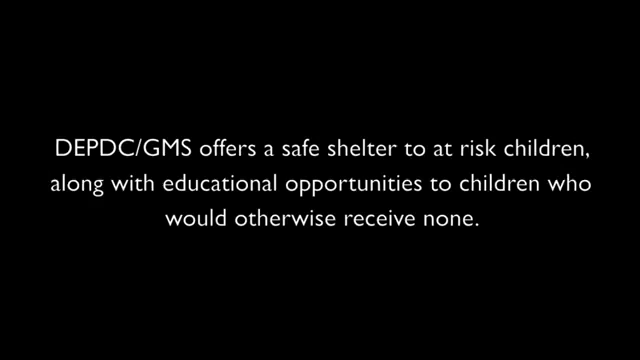 DEPDC/GMS offers a safe shelter to at risk children,
along with educational opportunities to children who
would otherwise receive none.